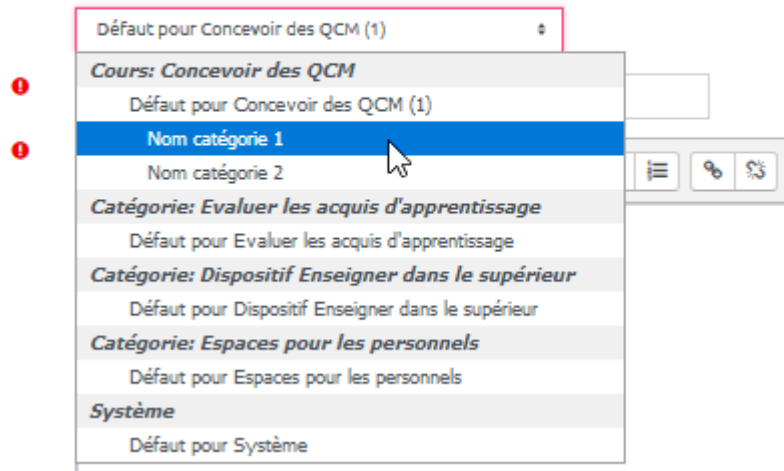 Défaut pour Concevoir des QCM (1)
Cours: Concevoir des QCM
Défaut pour Concevoir des QCM (1)
Nom catégorie 1
Nom catégorie 2
Catégorie: Evaluer les acquis d'apprentissage
Défaut pour Evaluer les acquis d'apprentissage
Catégorie: Dispositif Enseigner dans le supérieur
Défaut pour Dispositif Enseigner dans le supérieur
Catégorie: Espaces pour les personnels
Défaut pour Espaces pour les personnels
Système
Défaut pour Système